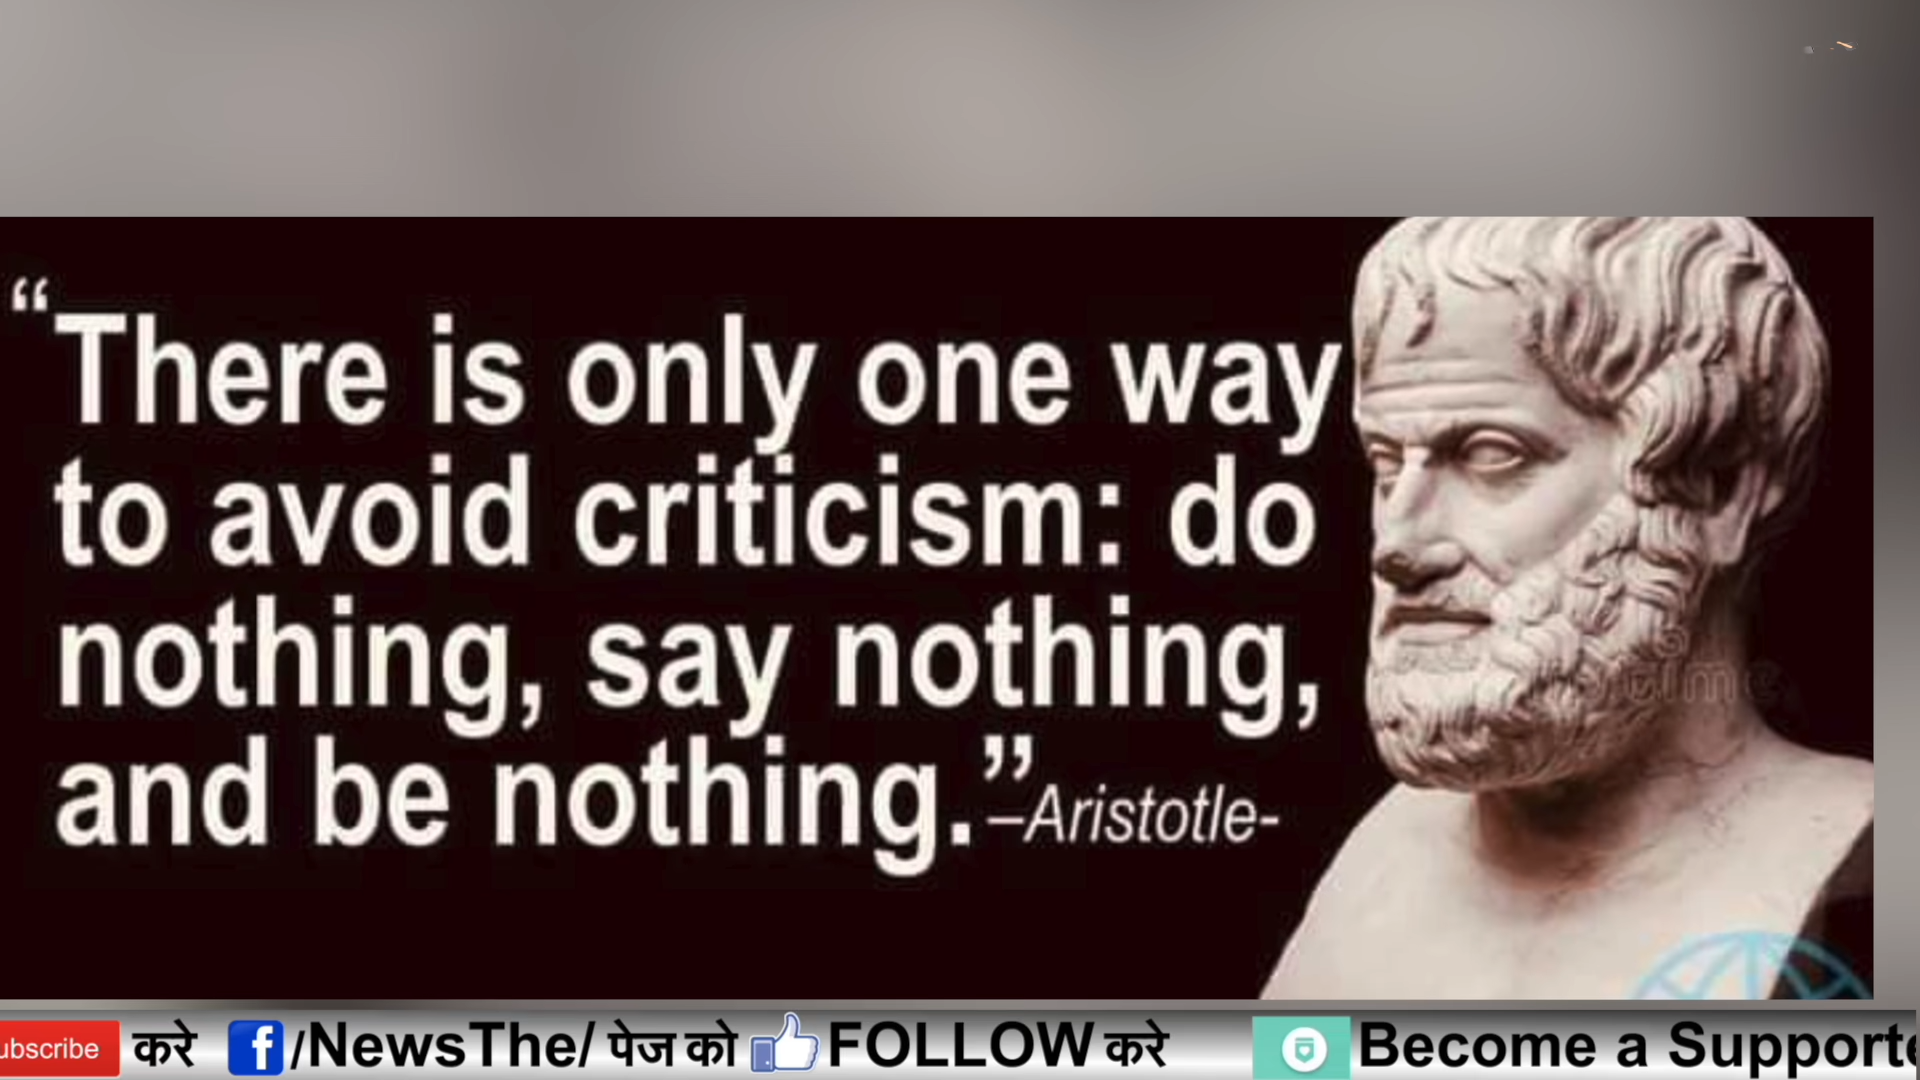 “There is only one way
to avoid criticism: do
nothing, say nothing,
and be nothing.”
–Aristotle-
ubscribe करे f/NewsThe/ पेज को FOLLOW करे Become a Supporte